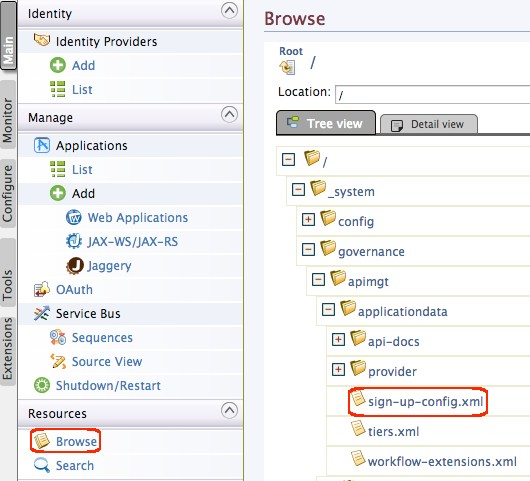 Main
Monitor
Configure
Tools
Extensions
Identity
Identity Providers
Add
List
Manage
Applications
List
Add
Web Applications
JAX-WS/JAX-RS
Jaggery
OAuth
Service Bus
Sequences
Source View
Shutdown/Restart
Resources
Browse
Search
Browse
Root
/
Location: /
Tree view Detail view
/
_system
config
governance
apimgt
applicationdata
api-docs
provider
sign-up-config.xml
tiers.xml
workflow-extensions.xml